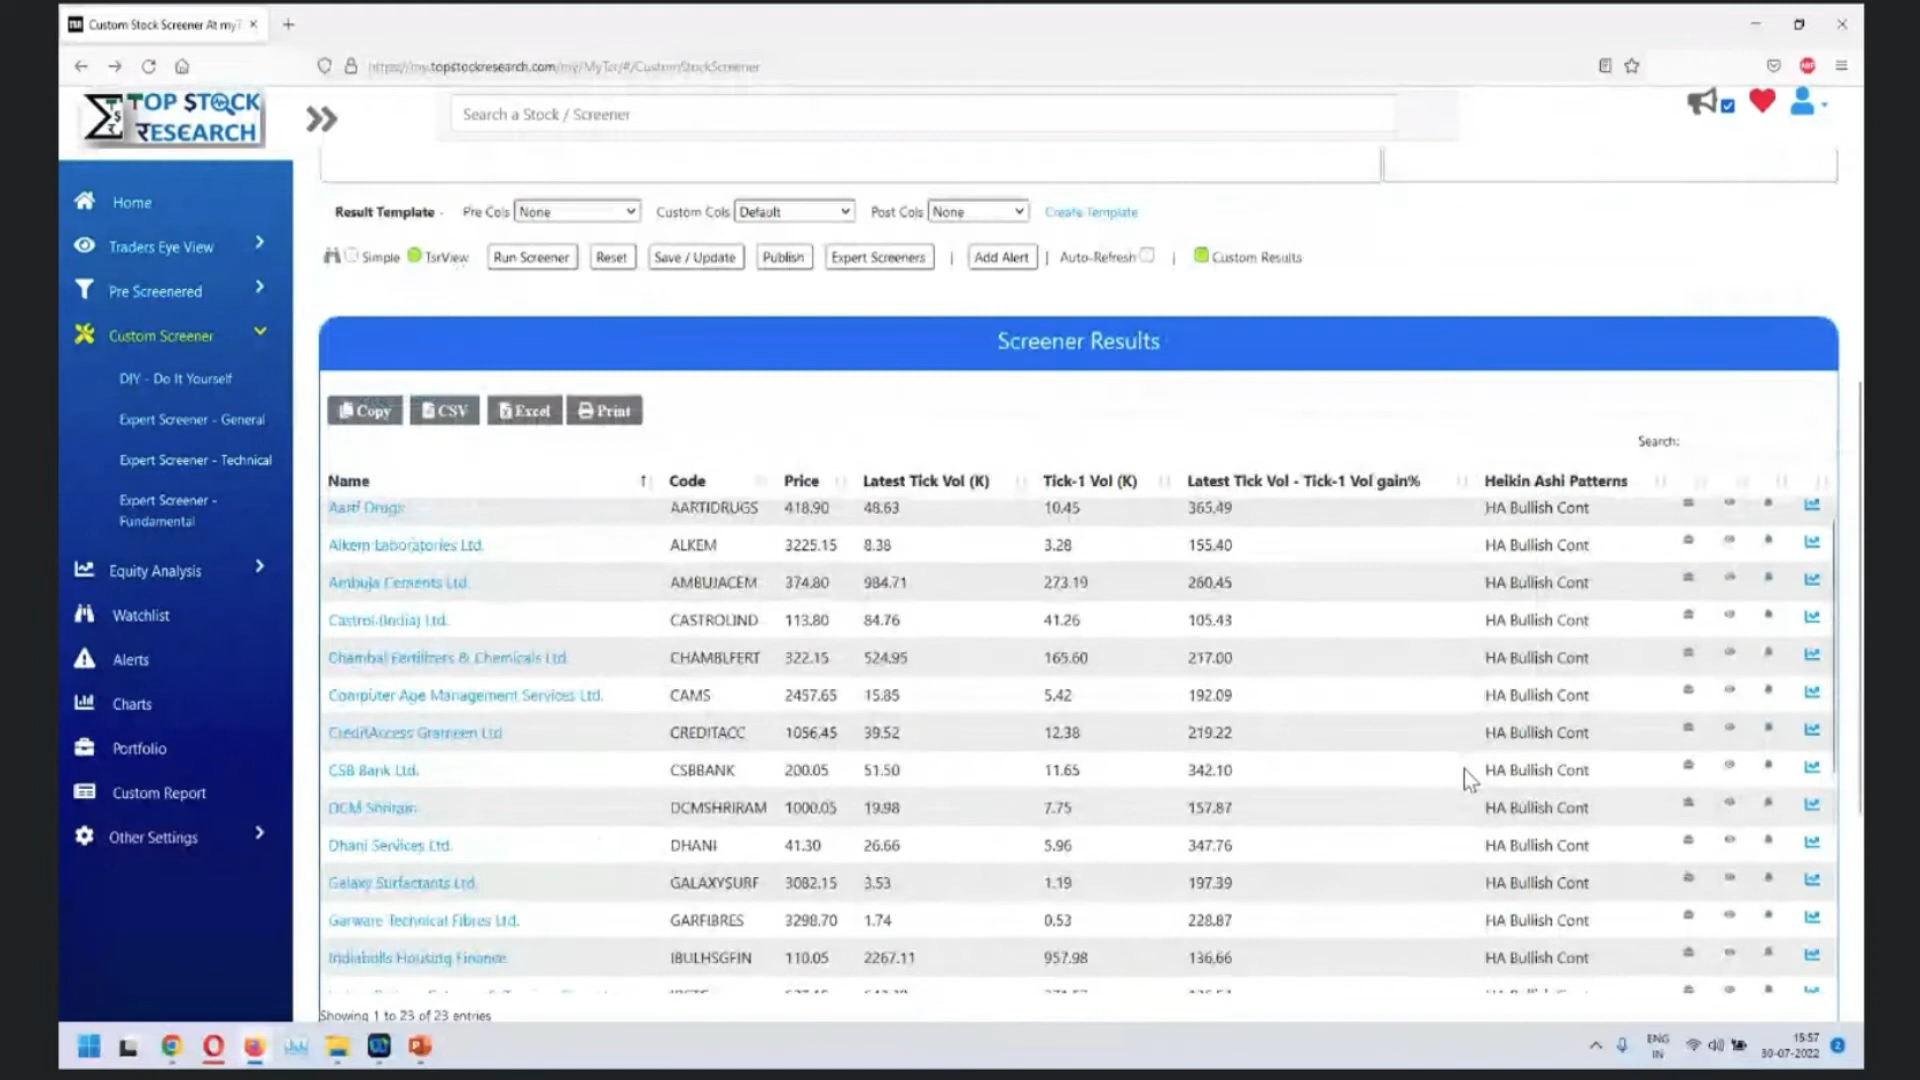 Custom Stock Screener At myT
https://my.topstockresearch.com/my/MyTsr/#/CustomStockScreener
TOP STOCK
RESEARCH
Search a Stock / Screener
Home
Traders Eye View
Pre Screenered
Custom Screener
DIY - Do It Yourself
Expert Screener - General
Expert Screener - Technical
Expert Screener -
Fundamental
Equity Analysis
Watchlist
Alerts
Charts
Portfolio
Custom Report
Other Settings
Result Template - Pre Cols None Custom Cols Default Post Cols None Create Template
Simple TsrView Run Screener Reset Save / Update Publish Expert Screeners | Add Alert | Auto-Refresh | Custom Results
Screener Results
Copy CSV Excel Print
Search:
Name Code Price Latest Tick Vol (K) Tick-1 Vol (K) Latest Tick Vol - Tick-1 Vol gain% Heikin Ashi Patterns
Aarti Drugs AARTIDRUGS 418.90 48.63 10.45 365.49 HA Bullish Cont
Alkem Laboratories Ltd. ALKEM 3225.15 8.38 3.28 155.40 HA Bullish Cont
Ambuja Cements Ltd. AMBUJACEM 374.80 984.71 273.19 260.45 HA Bullish Cont
Castrol (India) Ltd. CASTROLIND 113.80 84.76 41.26 105.43 HA Bullish Cont
Chambal Fertilizers & Chemicals Ltd. CHAMBLFERT 322.15 524.95 165.60 217.00 HA Bullish Cont
Computer Age Management Services Ltd. CAMS 2457.65 15.85 5.42 192.09 HA Bullish Cont
CreditAccess Grameen Ltd CREDITACC 1056.45 39.52 12.38 219.22 HA Bullish Cont
CSB Bank Ltd. CSBBANK 200.05 51.50 11.65 342.10 HA Bullish Cont
DCM Shriram DCMSHRIRAM 1000.05 19.98 7.75 157.87 HA Bullish Cont
Dhani Services Ltd. DHANI 41.30 26.66 5.96 347.76 HA Bullish Cont
Galaxy Surfactants Ltd. GALAXYSURF 3082.15 3.53 1.19 197.39 HA Bullish Cont
Garware Technical Fibres Ltd. GARFIBRES 3298.70 1.74 0.53 228.87 HA Bullish Cont
Indiabulls Housing Finance IBULHSGFIN 110.05 2267.11 957.98 136.66 HA Bullish Cont
Showing 1 to 23 of 23 entries
ENG
IN
15:57
30-07-2022
2